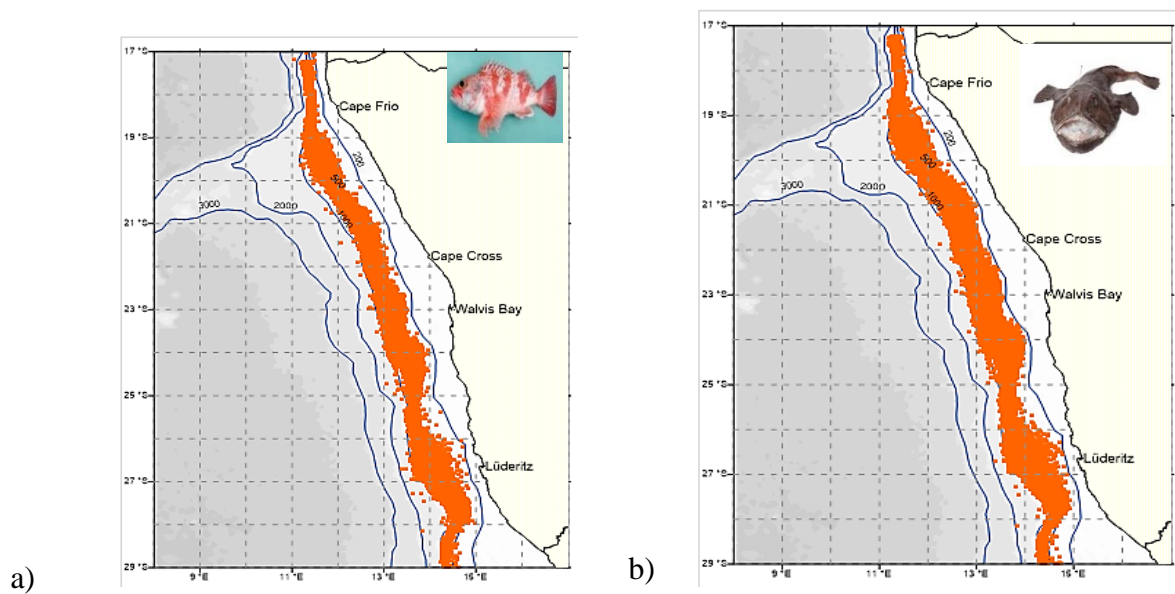 17 °S
19 °S
21 °S
23 °S
25 °S
27 °S
29 °S
9 °E
11 °E
13 °E
15 °E
Cape Frio
Cape Cross
Walvis Bay
Lüderitz
200
500
1000
2000
3000
a)
17 °S
19 °S
21 °S
23 °S
25 °S
27 °S
29 °S
9 °E
11 °E
13 °E
15 °E
Cape Frio
Cape Cross
Walvis Bay
Lüderitz
200
500
1000
2000
3000
b)